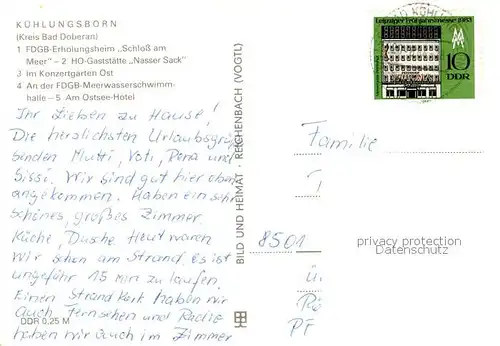 KÜHLUNGSBORN
(Kreis Bad Doberan)
1 FDGB-Erholungsheim „Schloß am
Meer" – 2 HO-Gaststätte „Nasser Sack"
3 Im Konzertgarten Ost
4 An der FDGB-Meerwasserschwimm-
halle – 5 Am Ostsee-Hotel
Ihr Lieben zu Hause!
Die herzlichsten Urlaubsgrüße
senden Mutti, Vati, und
Sissi. Wir sind gut hier oben
angekommen. Haben ein sehr
schönes, großes Zimmer,
Küche, Dusche. Heut waren
wir schon am Strand. Es ist
ungefähr 15 min zu laufen.
Einen Strandkorb haben wir
auch. Fernsehen und Radio
haben wir auch im Zimmer
DDR 0,25 M
BILD UND HEIMAT · REICHENBACH (VOGTL)
Leipziger Frühjahrsmesse 1983
10
DDR
Familie
8501
privacy protection
Datenschutz